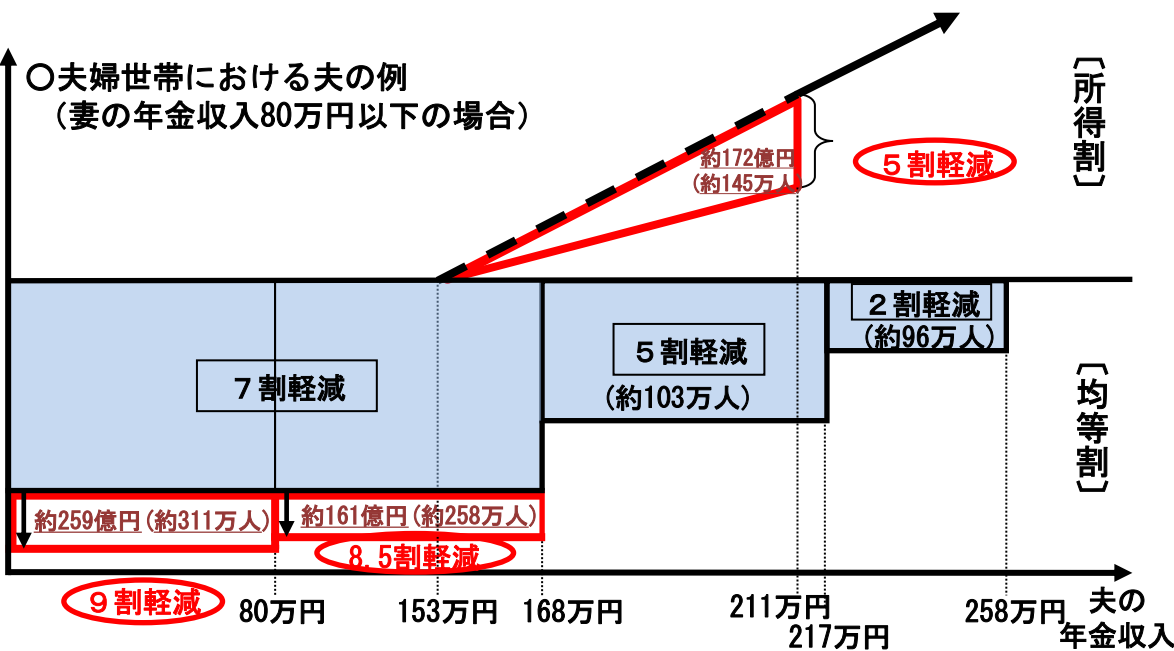 ○夫婦世帯における夫の例
（妻の年金収入80万円以下の場合）
〔所得割〕
約172億円
(約145万人)
５割軽減
２割軽減
(約96万人)
５割軽減
(約103万人)
７割軽減
〔均等割〕
約259億円(約311万人)
約161億円(約258万人)
8.5割軽減
９割軽減
80万円
153万円
168万円
211万円
217万円
258万円
夫の
年金収入